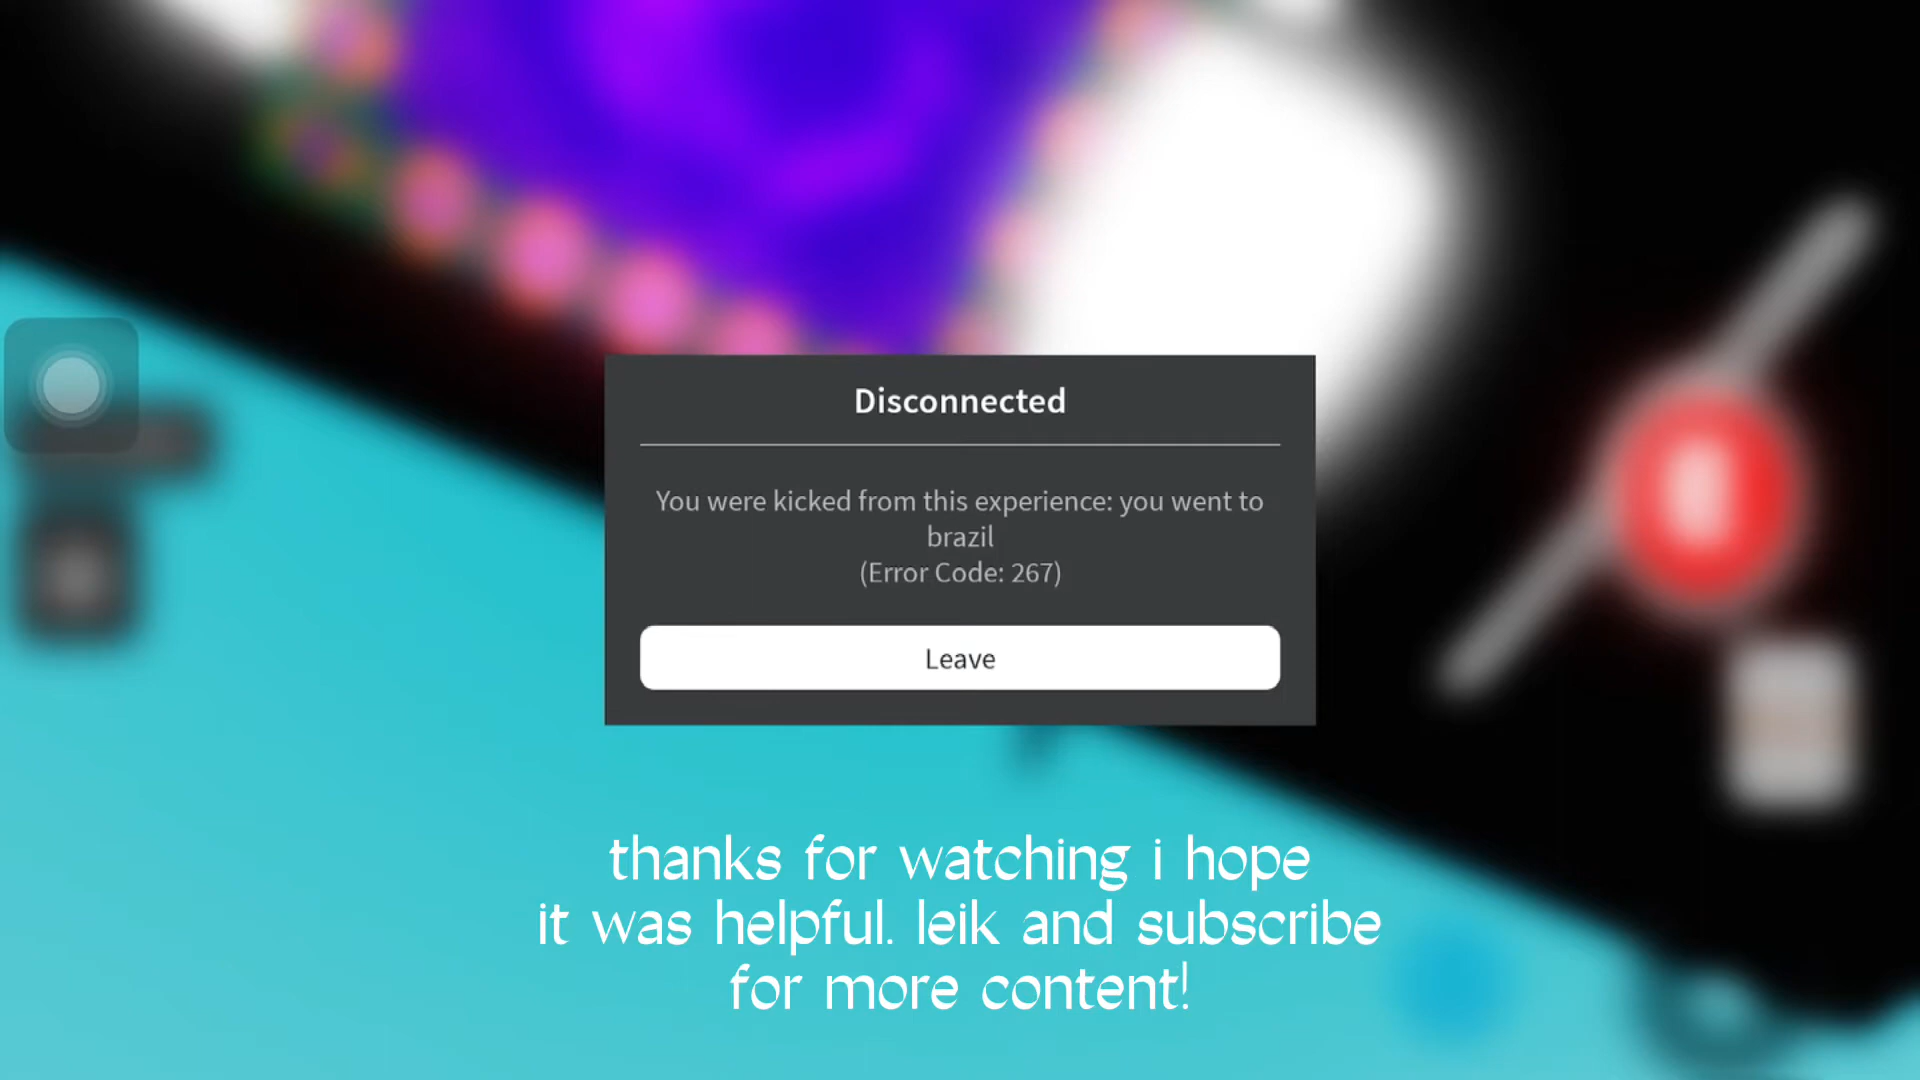 Disconnected
You were kicked from this experience: you went to
brazil
(Error Code: 267)
Leave
thanks for watching i hope
it was helpful. leik and subscribe
for more content!